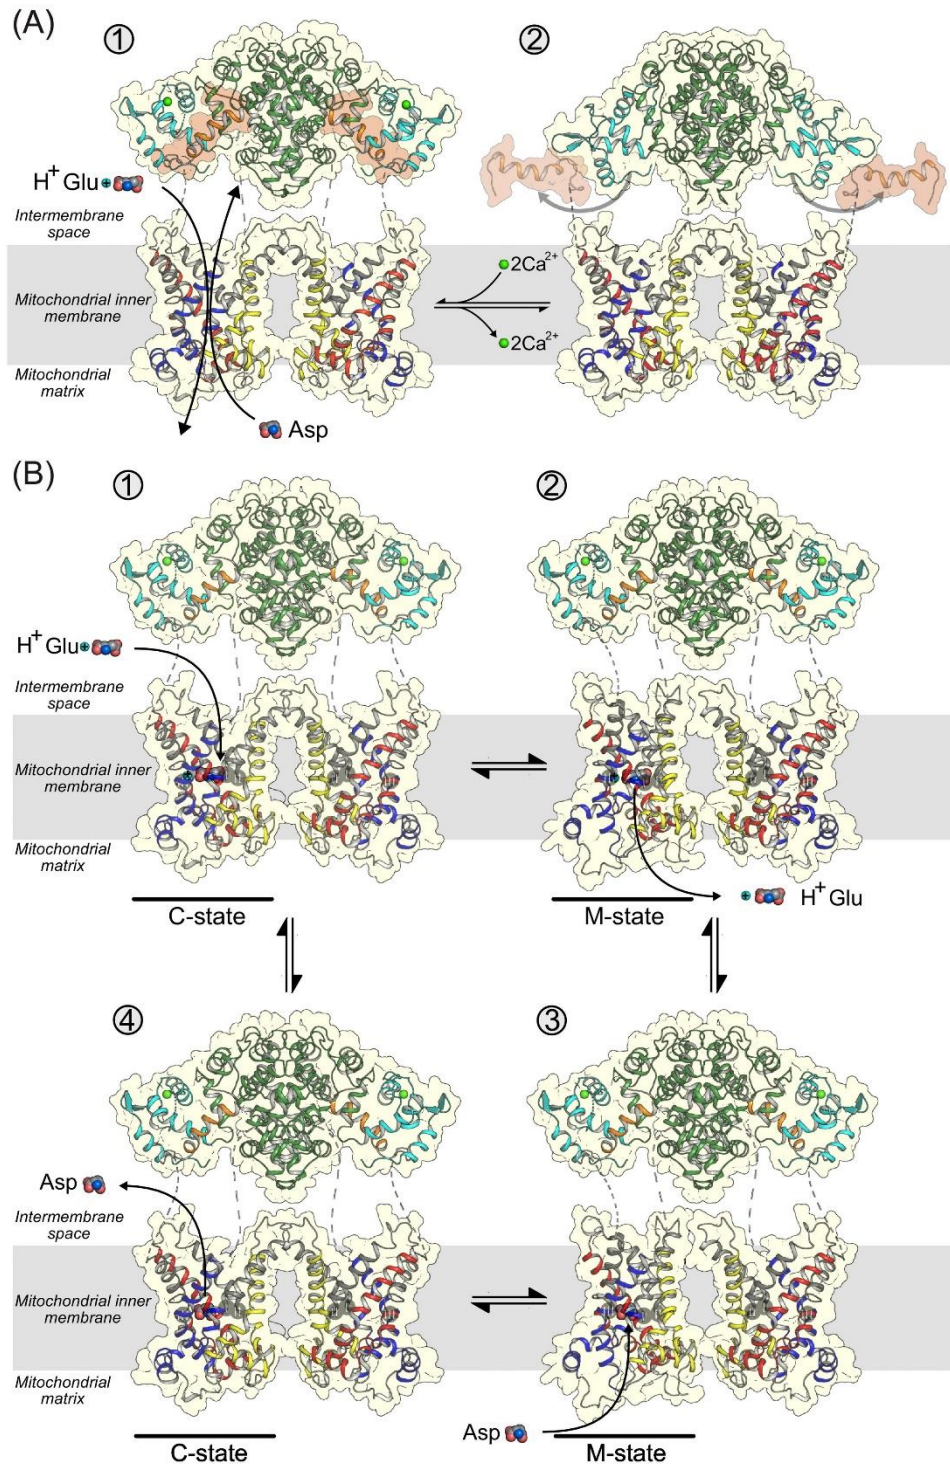 (A)
①
②
H⁺ Glu
Intermembrane
space
Mitochondrial inner
membrane
Mitochondrial
matrix
2Ca²⁺
2Ca²⁺
Asp
(B)
①
②
H⁺ Glu
Intermembrane
space
Mitochondrial inner
membrane
Mitochondrial
matrix
H⁺ Glu
C-state
M-state
④
③
Asp
Intermembrane
space
Mitochondrial inner
membrane
Mitochondrial
matrix
Asp
C-state
M-state